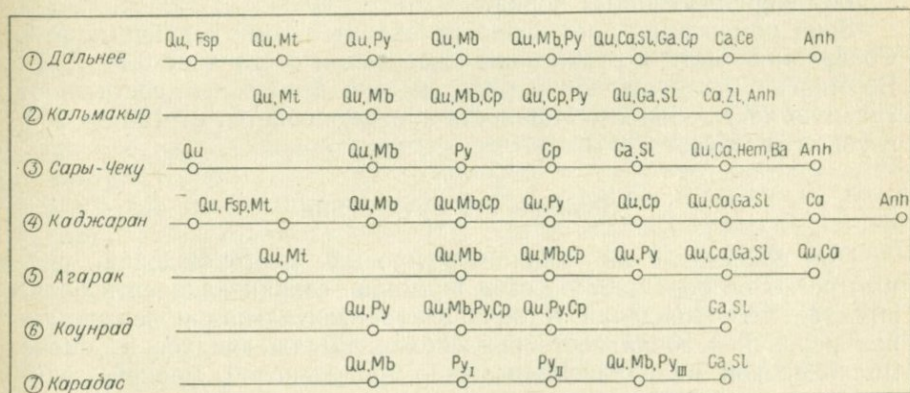 Qu, Fsp Qu,Mt Qu,Py Qu,Mb Qu,Mb,Py Qu,Ca,Sl,Ga,Cp Ca,Ce Anh
① Дальнее
Qu,Mt Qu,Mb Qu,Mb,Cp Qu,Cp,Py Qu,Ga,Sl Ca,Zl,Anh
② Кальмакыр
Qu Qu,Mb Py Cp Ga,Sl Qu,Ca,Hem,Ba Anh
③ Сары-Чеку
Qu,Fsp,Mt Qu,Mb Qu,Mb,Cp Qu,Py Qu,Cp Qu,Ca,Ga,Sl Ca Anh
④ Каджаран
Qu,Mt Qu,Mb Qu,Mb,Cp Qu,Py Qu,Ca,Ga,Sl Qu,Ca
⑤ Агарак
Qu,Py Qu,Mb,Py,Cp Qu,Py,Cp Ga,Sl
⑥ Коунрад
Qu,Mb PyI PyII Qu,Mb,PyIII Ga,Sl
⑦ Карабас